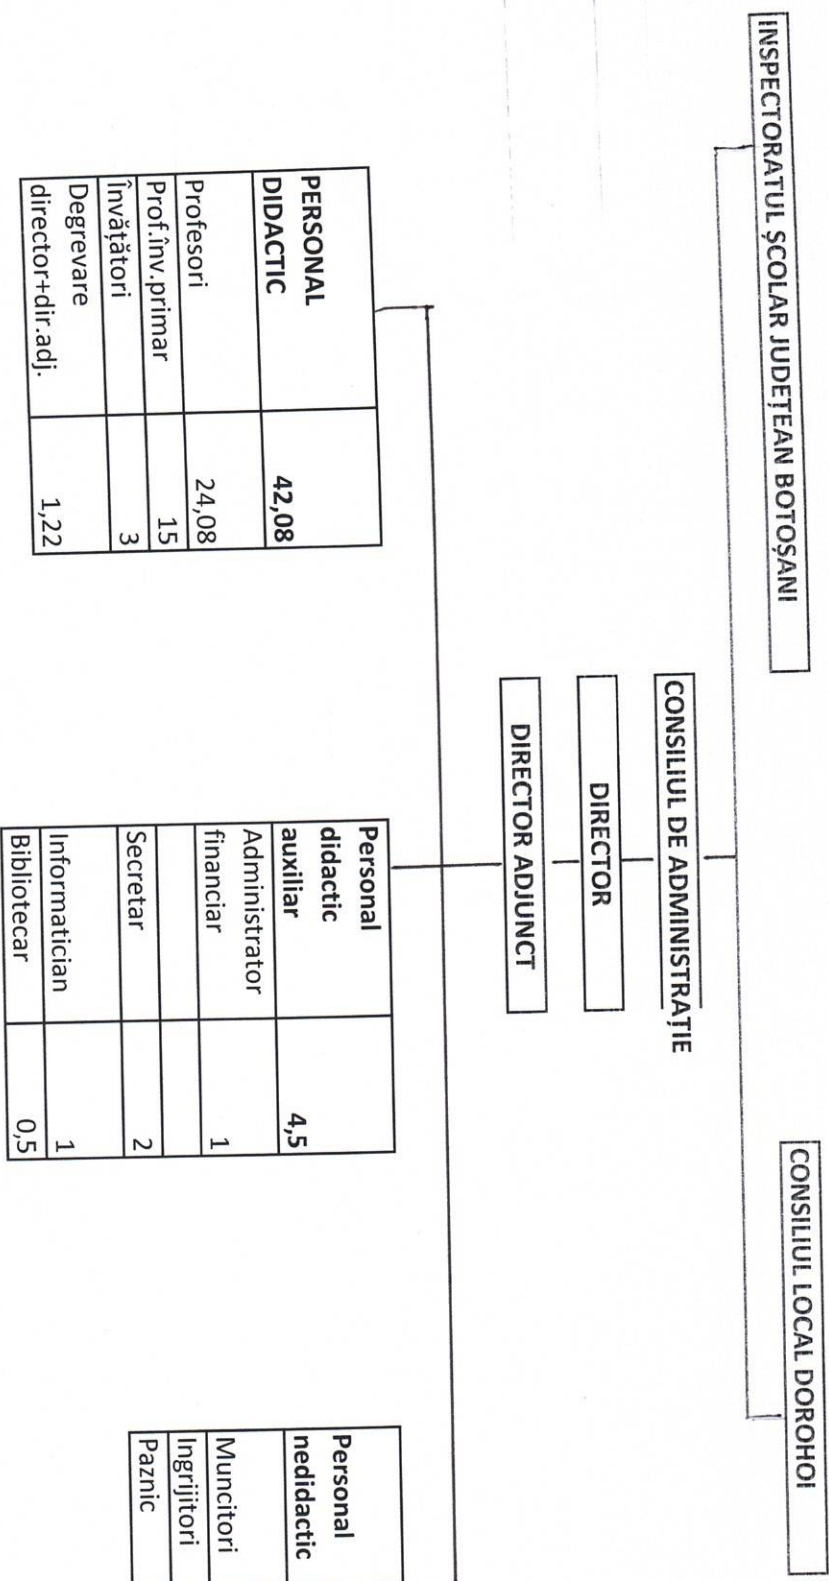 INSPECTORATUL ŞCOLAR JUDEŢEAN BOTOŞANI
CONSILIUL LOCAL DOROHOI
CONSILIUL DE ADMINISTRAŢIE
DIRECTOR
DIRECTOR ADJUNCT
PERSONAL
DIDACTIC 42,08
Profesori 24,08
Prof.înv.primar 15
Învăţători 3
Degrevare
director+dir.adj. 1,22
Personal
didactic
auxiliar 4,5
Administrator
financiar 1
Secretar 2
Informatician 1
Bibliotecar 0,5
Personal
nedidactic
Muncitori
Ingrijitori
Paznic